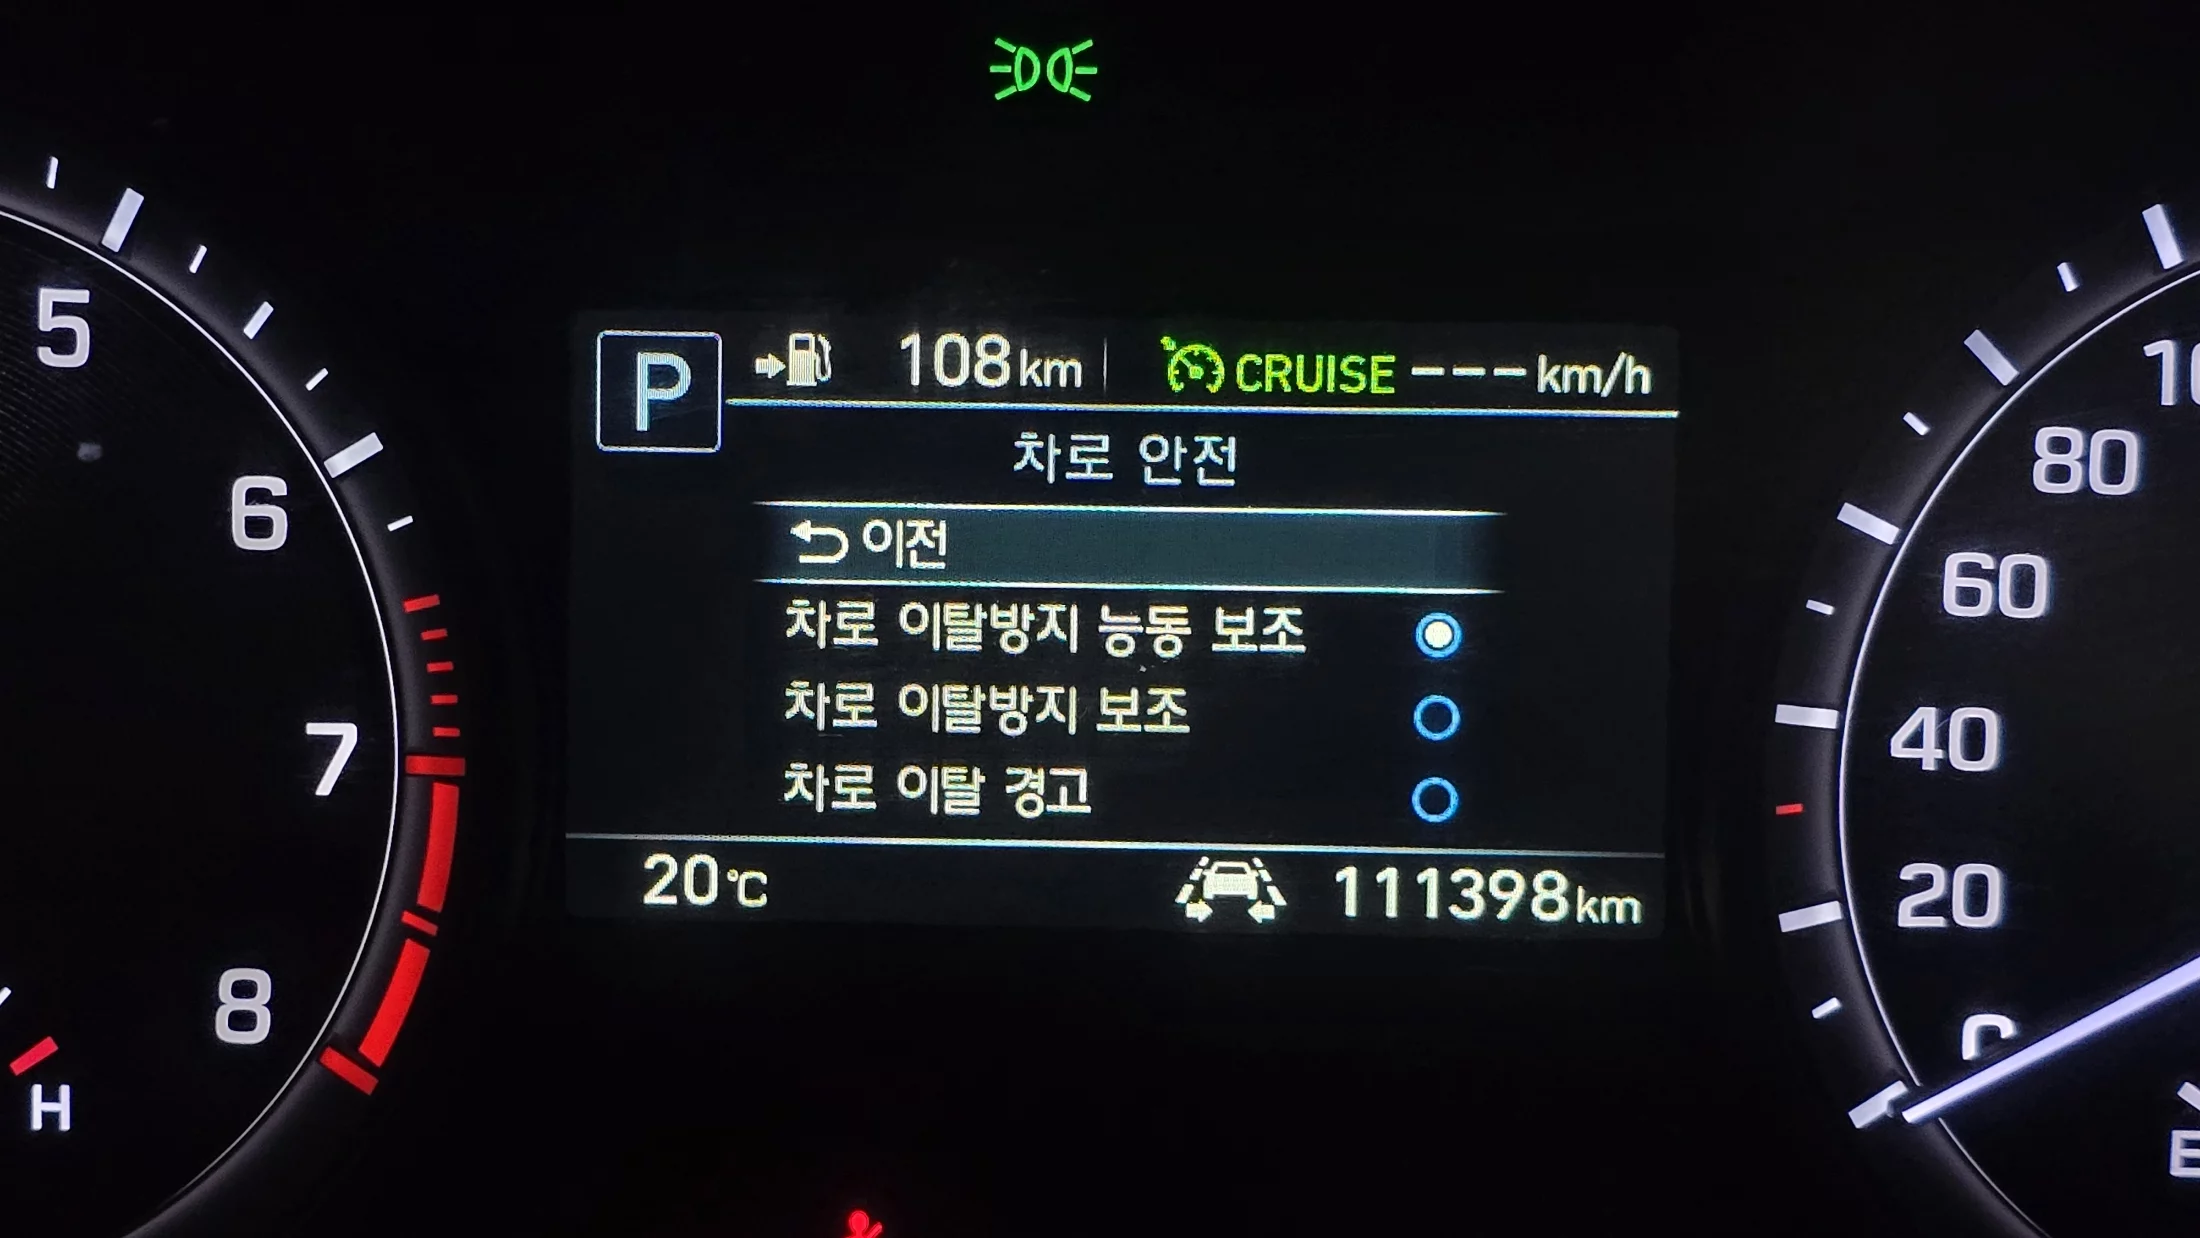 P
108km
CRUISE ---km/h
차로 안전
이전
차로 이탈방지 능동 보조
차로 이탈방지 보조
차로 이탈 경고
20℃
111398km
5
6
7
8
H
80
60
40
20